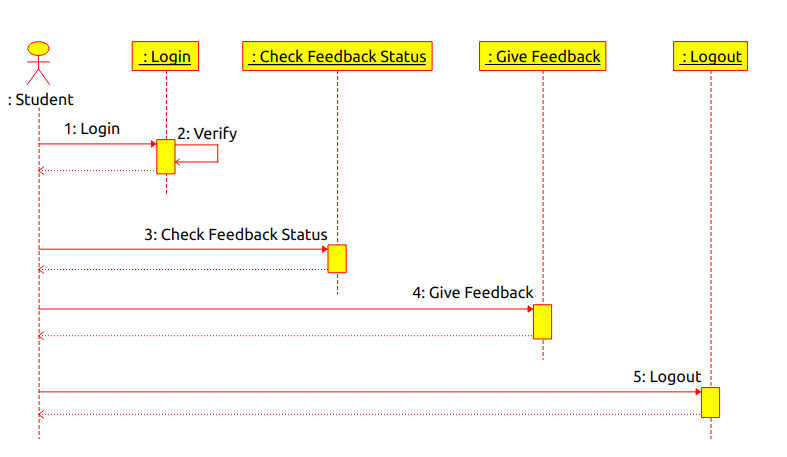 : Login
: Check Feedback Status
: Give Feedback
: Logout
: Student
1: Login
2: Verify
3: Check Feedback Status
4: Give Feedback
5: Logout